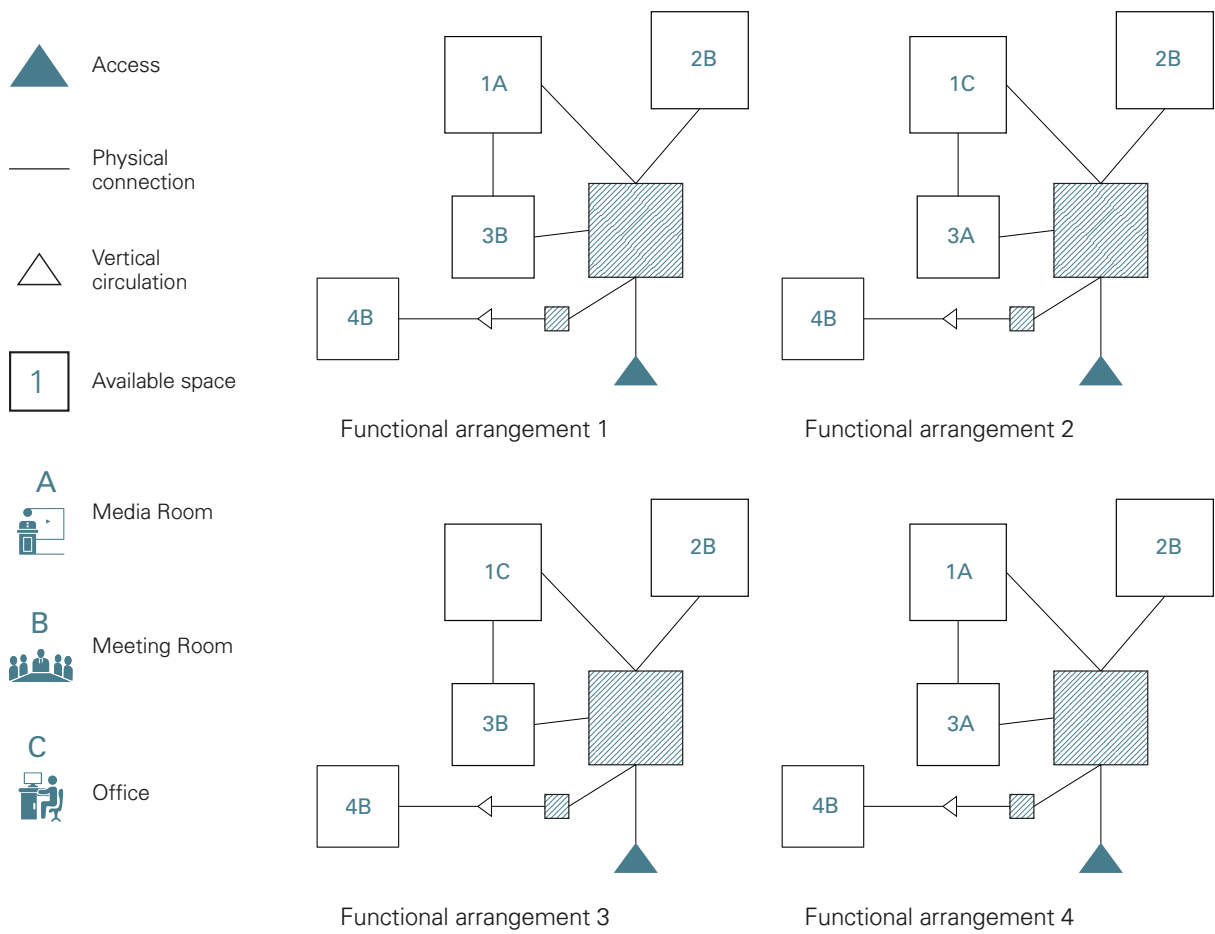 Access
Physical
connection
Vertical
circulation
1
Available space
A
Media Room
B
Meeting Room
C
Office
1A
2B
3B
4B
Functional arrangement 1
1C
2B
3A
4B
Functional arrangement 2
1C
2B
3B
4B
Functional arrangement 3
1A
2B
3A
4B
Functional arrangement 4